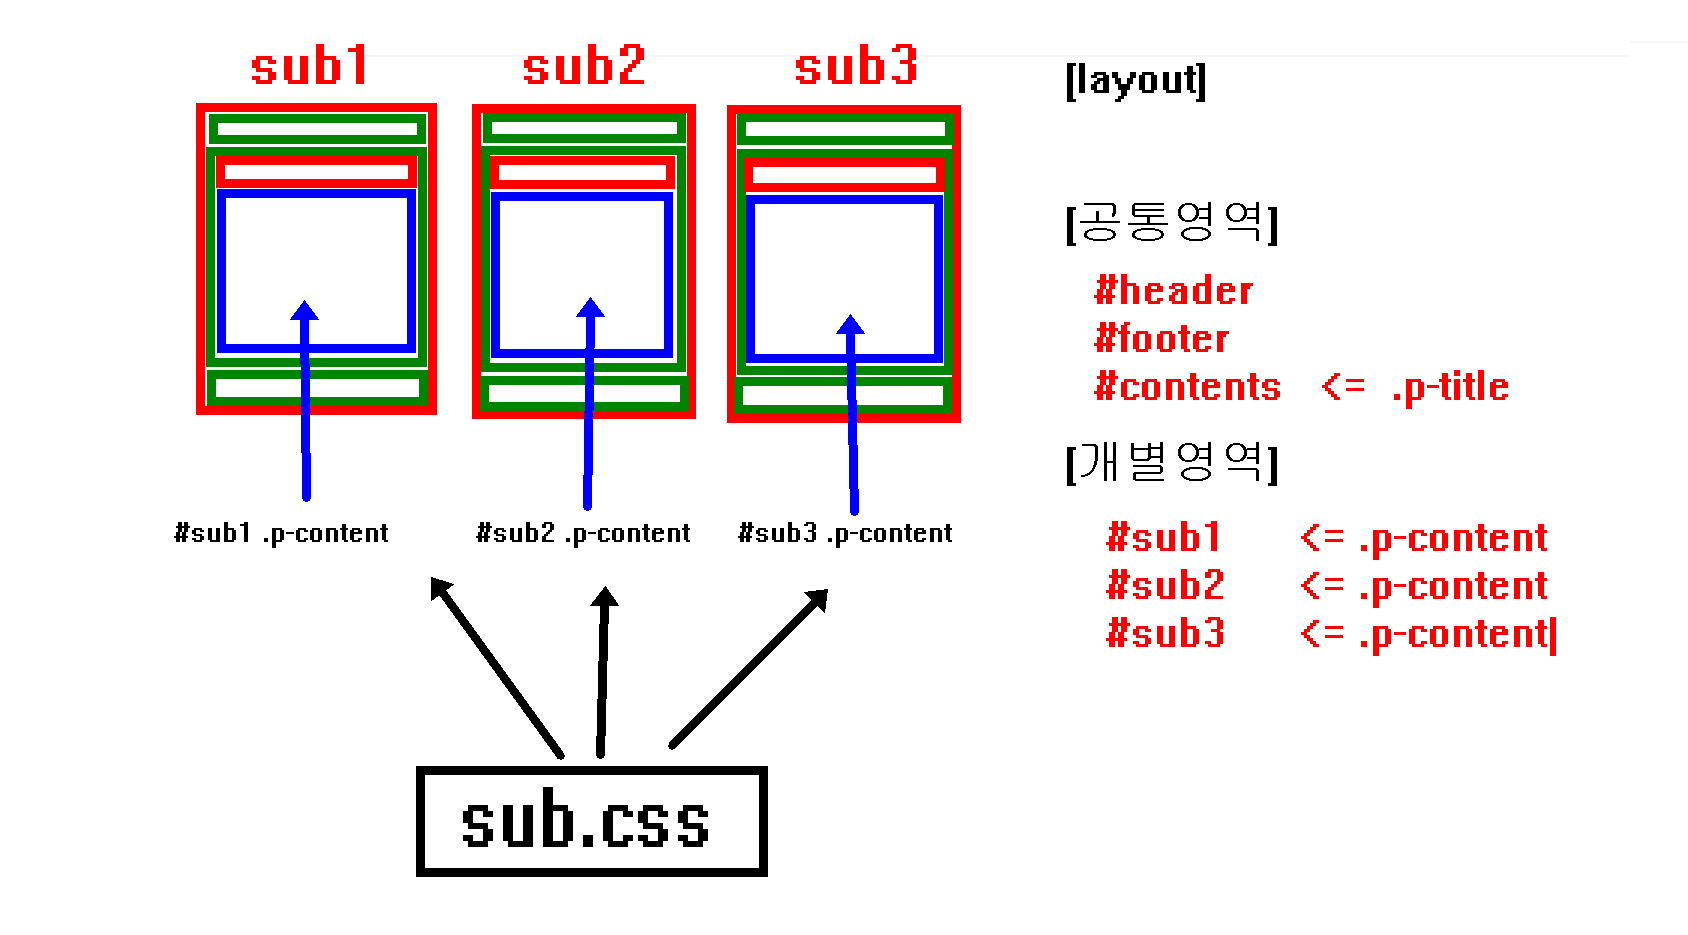 sub1 sub2 sub3
#sub1 .p-content #sub2 .p-content #sub3 .p-content
sub.css
[layout]
[공통영역]
#header
#footer
#contents <= .p-title
[개별영역]
#sub1 <= .p-content
#sub2 <= .p-content
#sub3 <= .p-content